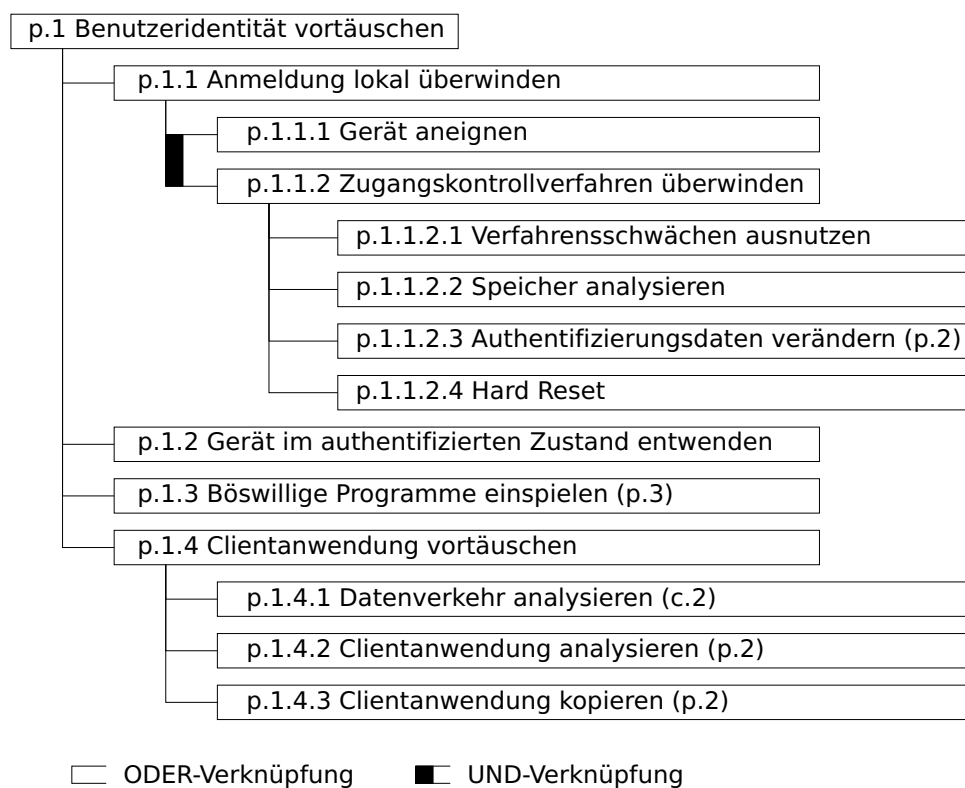 p.1 Benutzeridentität vortäuschen
p.1.1 Anmeldung lokal überwinden
p.1.1.1 Gerät aneignen
p.1.1.2 Zugangskontrollverfahren überwinden
p.1.1.2.1 Verfahrensschwächen ausnutzen
p.1.1.2.2 Speicher analysieren
p.1.1.2.3 Authentifizierungsdaten verändern (p.2)
p.1.1.2.4 Hard Reset
p.1.2 Gerät im authentifizierten Zustand entwenden
p.1.3 Böswillige Programme einspielen (p.3)
p.1.4 Clientanwendung vortäuschen
p.1.4.1 Datenverkehr analysieren (c.2)
p.1.4.2 Clientanwendung analysieren (p.2)
p.1.4.3 Clientanwendung kopieren (p.2)
ODER-Verknüpfung UND-Verknüpfung